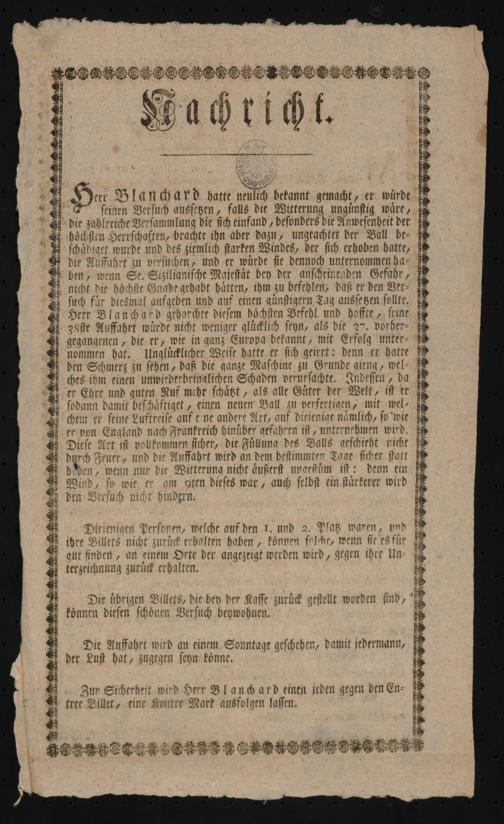 Nachricht.
Herr Blanchard hatte neulich bekannt gemacht, er würde
seinen Versuch aussetzen, falls die Witterung ungünstig wäre,
die zahlreiche Versammlung die sich einfand, besonders die Anwesenheit der
höchsten Herrschaften, brachte ihn aber dazu, ungeachtet der Ball be-
schädiget wurde und des ziemlich starken Windes, der sich erhoben hatte,
die Auffahrt zu versuchen, und er würde sie dennoch unternommen ha-
ben, wenn Se. Sizilianische Majestät bey der anscheinenden Gefahr,
nicht die höchste Gnade gehabt hätten, ihm zu befehlen, daß er den Ver-
such für diesmal aufgeben und auf einen günstigern Tag aussetzen sollte.
Herr Blanchard gehorchte diesem höchsten Befehl und hoffte, seine
38ste Auffahrt würde nicht weniger glücklich seyn, als die 37. vorher-
gegangenen, die er, wie in ganz Europa bekannt, mit Erfolg unter-
nommen hat. Unglücklicher Weise hatte er sich geirrt: denn er hatte
den Schmerz zu sehen, daß die ganze Maschine zu Grunde gieng, wel-
ches ihm einen unwiederbringlichen Schaden verursachte. Indessen, da
er Ehre und guten Ruf mehr schätzt, als alle Güter der Welt, ist er
sodann damit beschäftiget, einen neuen Ball zu verfertigen, mit wel-
chem er seine Luftreise auf eine andere Art, auf diejenige nämlich, so wie
er von England nach Frankreich hinüber gefahren ist, unternehmen wird.
Diese Art ist vollkommen sicher, die Füllung des Balls geschieht nicht
durch Feuer, und die Auffahrt wird an dem bestimmten Tage sicher statt
haben, wenn nur die Witterung nicht äußerst ungestüm ist: denn ein
Wind, so wie er am 9ten dieses war, auch selbst ein stärkerer wird
den Versuch nicht hindern.
Diejenigen Personen, welche auf den 1. und 2. Platz waren, und
ihre Billets nicht zurück erhalten haben, können solche, wenn sie es für
gut finden, an einem Orte der angezeigt werden wird, gegen ihre Un-
terzeichnung zurück erhalten.
Die übrigen Billets, die bey der Kasse zurück gestellt worden sind,
können diesen schönen Versuch beywohnen.
Die Auffahrt wird an einem Sonntage geschehen, damit jedermann,
der Lust hat, zugegen seyn könne.
Zur Sicherheit wird Herr Blanchard einen jeden gegen den En-
tree Billet, eine Kontre Mark ausfolgen lassen.